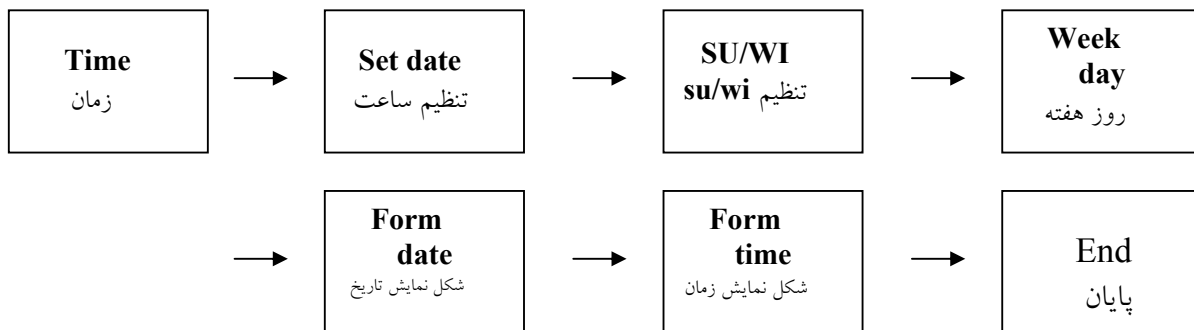 Time
زمان
Set date
تنظیم ساعت
SU/WI
تنظیم su/wi
Week
day
روز هفته
Form
date
شکل نمایش تاریخ
Form
time
شکل نمایش زمان
End
پایان